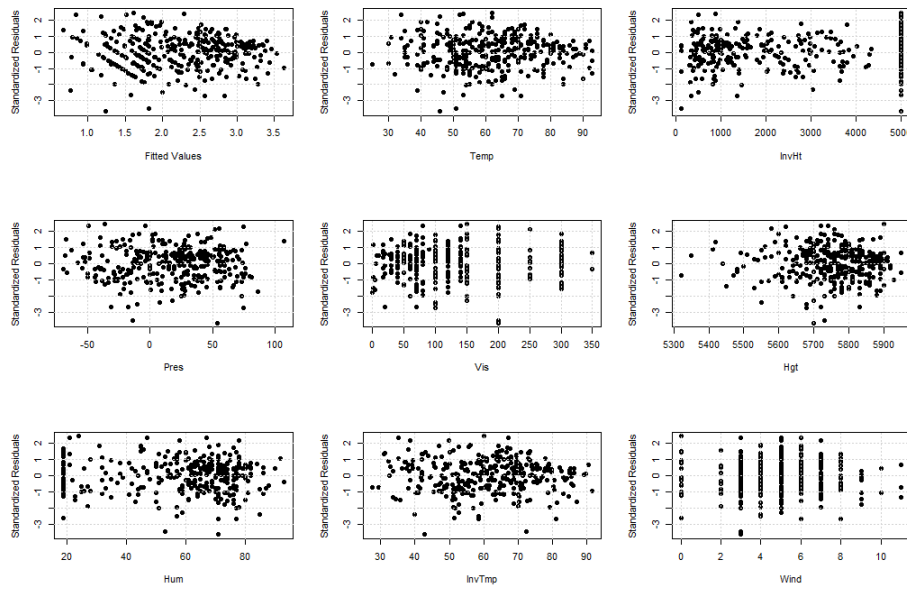 Standardized Residuals
2
1
0
-1
-3
1.0 1.5 2.0 2.5 3.0 3.5
Fitted Values
Standardized Residuals
2
1
0
-1
-3
30 40 50 60 70 80 90
Temp
Standardized Residuals
2
1
0
-1
-3
0 1000 2000 3000 4000 5000
InvHt
Standardized Residuals
2
1
0
-1
-3
-50 0 50 100
Pres
Standardized Residuals
2
1
0
-1
-3
0 50 100 150 200 250 300 350
Vis
Standardized Residuals
2
1
0
-1
-3
5300 5400 5500 5600 5700 5800 5900
Hgt
Standardized Residuals
2
1
0
-1
-3
20 40 60 80
Hum
Standardized Residuals
2
1
0
-1
-3
30 40 50 60 70 80 90
InvTmp
Standardized Residuals
2
1
0
-1
-3
0 2 4 6 8 10
Wind